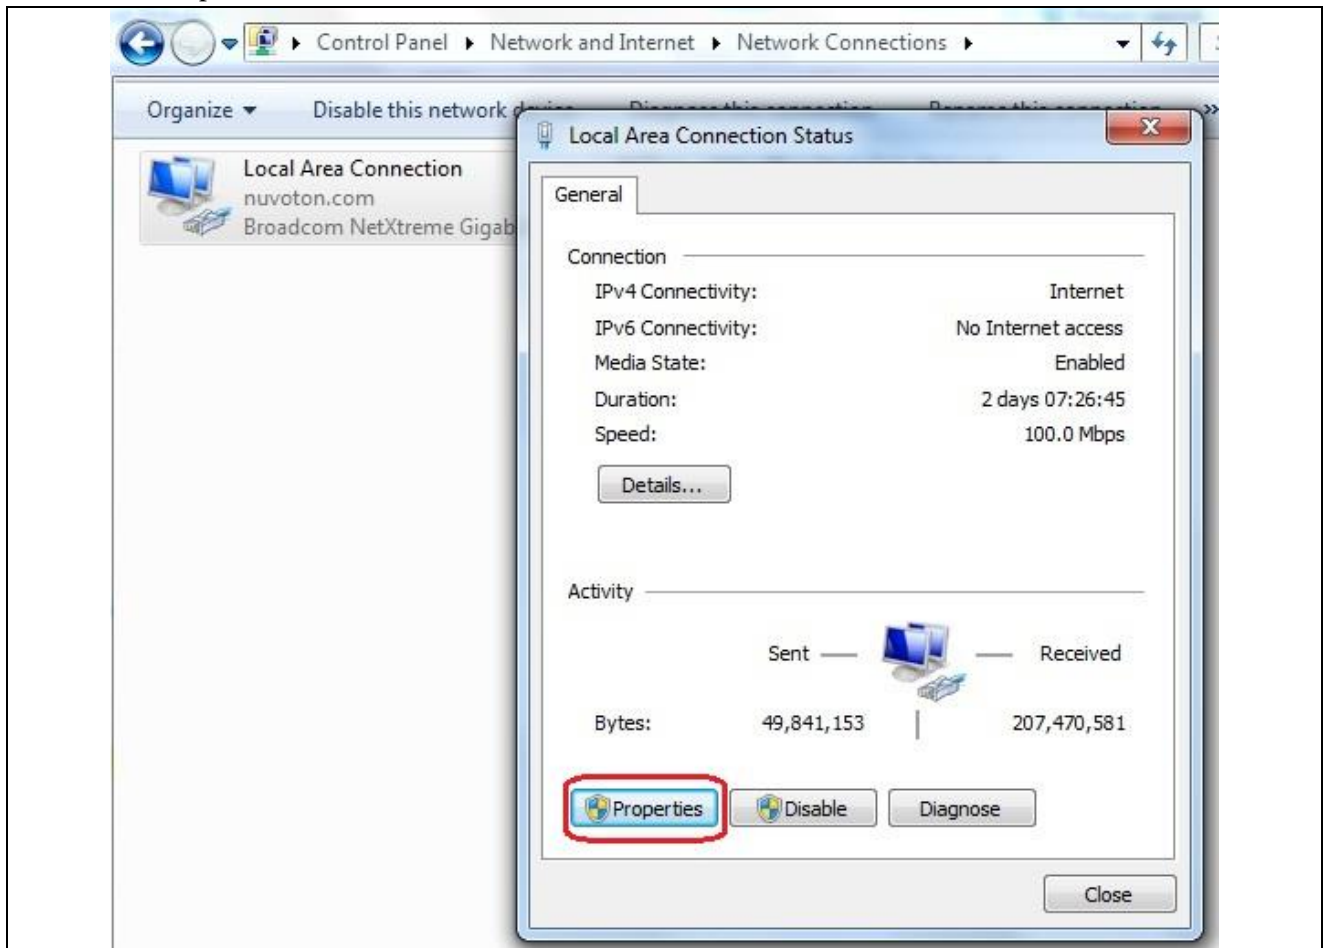 Control Panel Network and Internet Network Connections
Organize Disable this network
Local Area Connection Status
X
Local Area Connection
nuvoton.com
Broadcom NetXtreme Gigab
General
Connection
IPv4 Connectivity: Internet
IPv6 Connectivity: No Internet access
Media State: Enabled
Duration: 2 days 07:26:45
Speed: 100.0 Mbps
Details...
Activity
Sent Received
Bytes: 49,841,153 207,470,581
Properties Disable Diagnose
Close